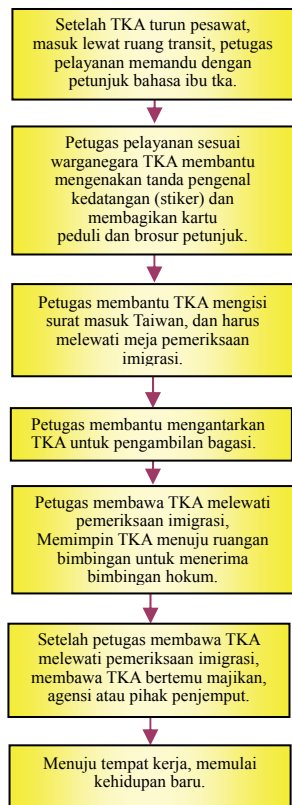 Setelah TKA turun pesawat,
masuk lewat ruang transit, petugas
pelayanan memandu dengan
petunjuk bahasa ibu tka.
Petugas pelayanan sesuai
warganegara TKA membantu
mengenakan tanda pengenal
kedatangan (stiker) dan
membagikan kartu
peduli dan brosur petunjuk.
Petugas membantu TKA mengisi
surat masuk Taiwan, dan harus
melewati meja pemeriksaan
imigrasi.
Petugas membantu mengantarkan
TKA untuk pengambilan bagasi.
Petugas membawa TKA melewati
pemeriksaan imigrasi,
Memimpin TKA menuju ruangan
bimbingan untuk menerima
bimbingan hokum.
Setelah petugas membawa TKA
melewati pemeriksaan imigrasi,
membawa TKA bertemu majikan,
agensi atau pihak penjemput.
Menuju tempat kerja, memulai
kehidupan baru.